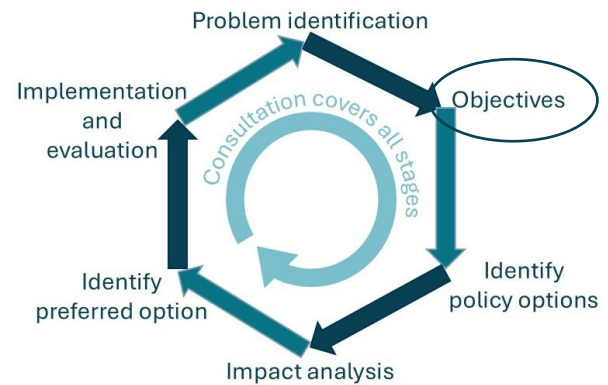 Problem identification
Objectives
Identify
policy options
Impact analysis
Identify
preferred option
Implementation
and
evaluation
Consultation covers all stages